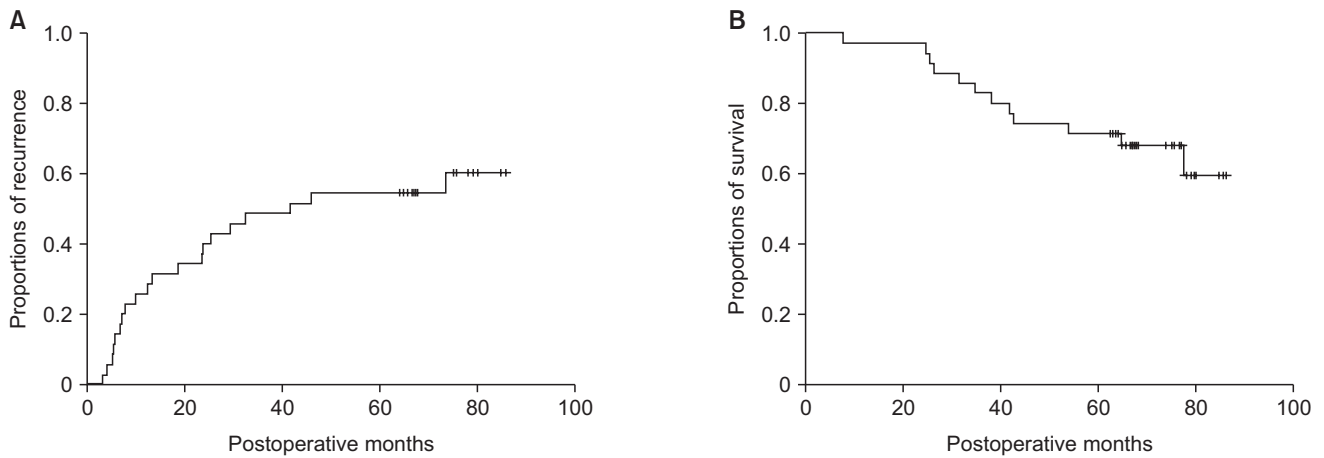 A
Proportions of recurrence
1.0
0.8
0.6
0.4
0.2
0
0 20 40 60 80 100
Postoperative months
B
Proportions of survival
1.0
0.8
0.6
0.4
0.2
0
0 20 40 60 80 100
Postoperative months